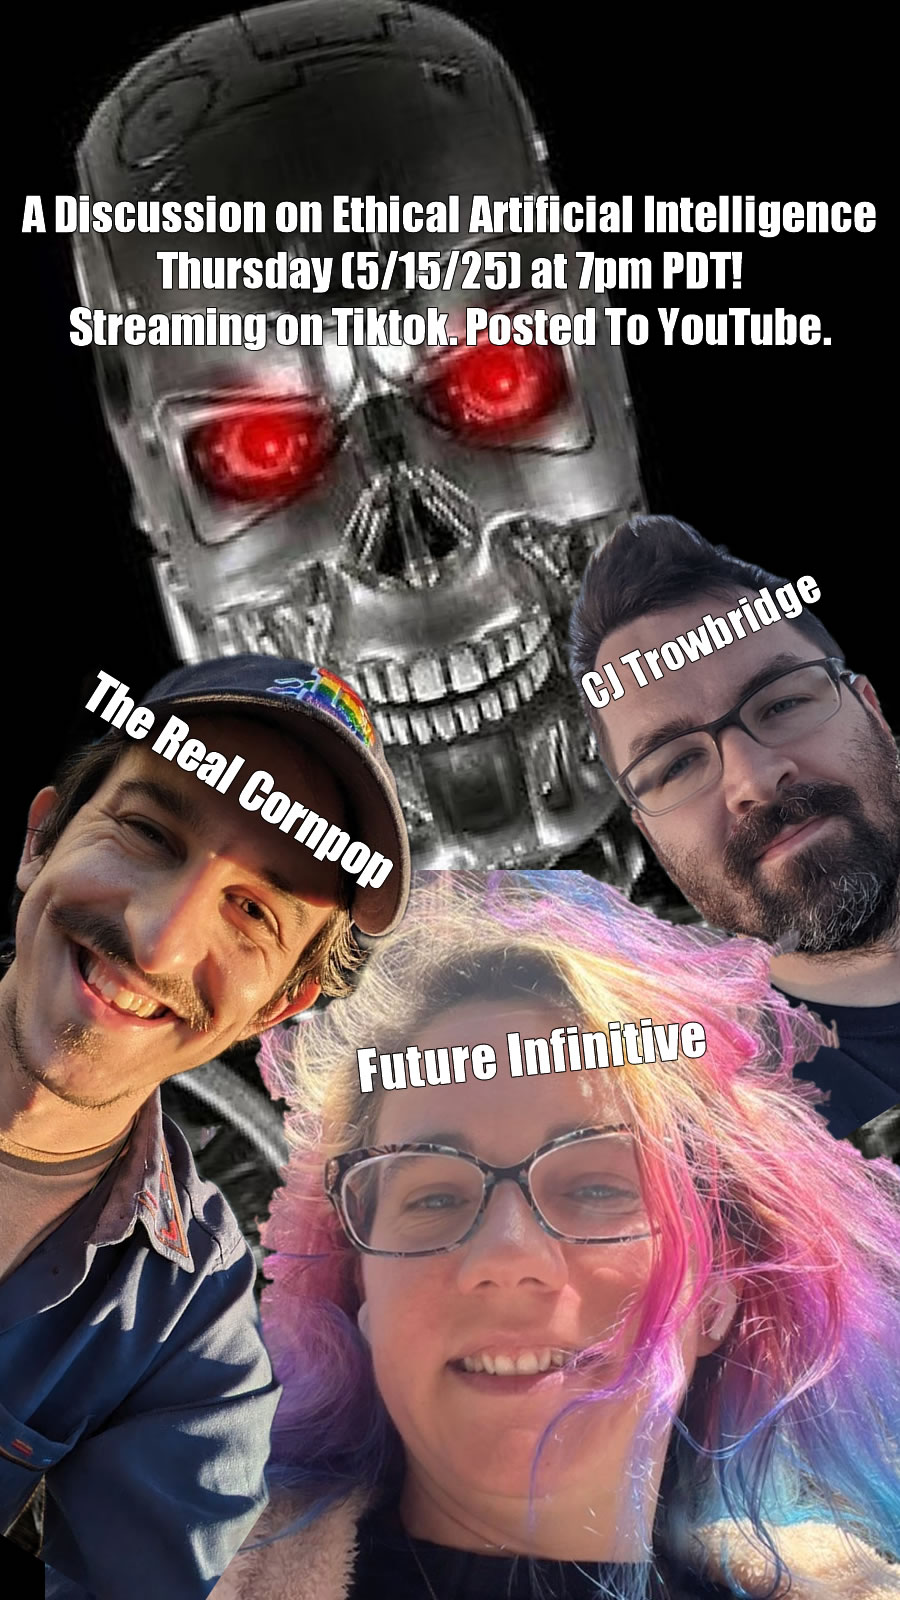 A Discussion on Ethical Artificial Intelligence
Thursday (5/15/25) at 7pm PDT!
Streaming on Tiktok. Posted To YouTube.
CJ Trowbridge
The Real Cornpop
Future Infinitive